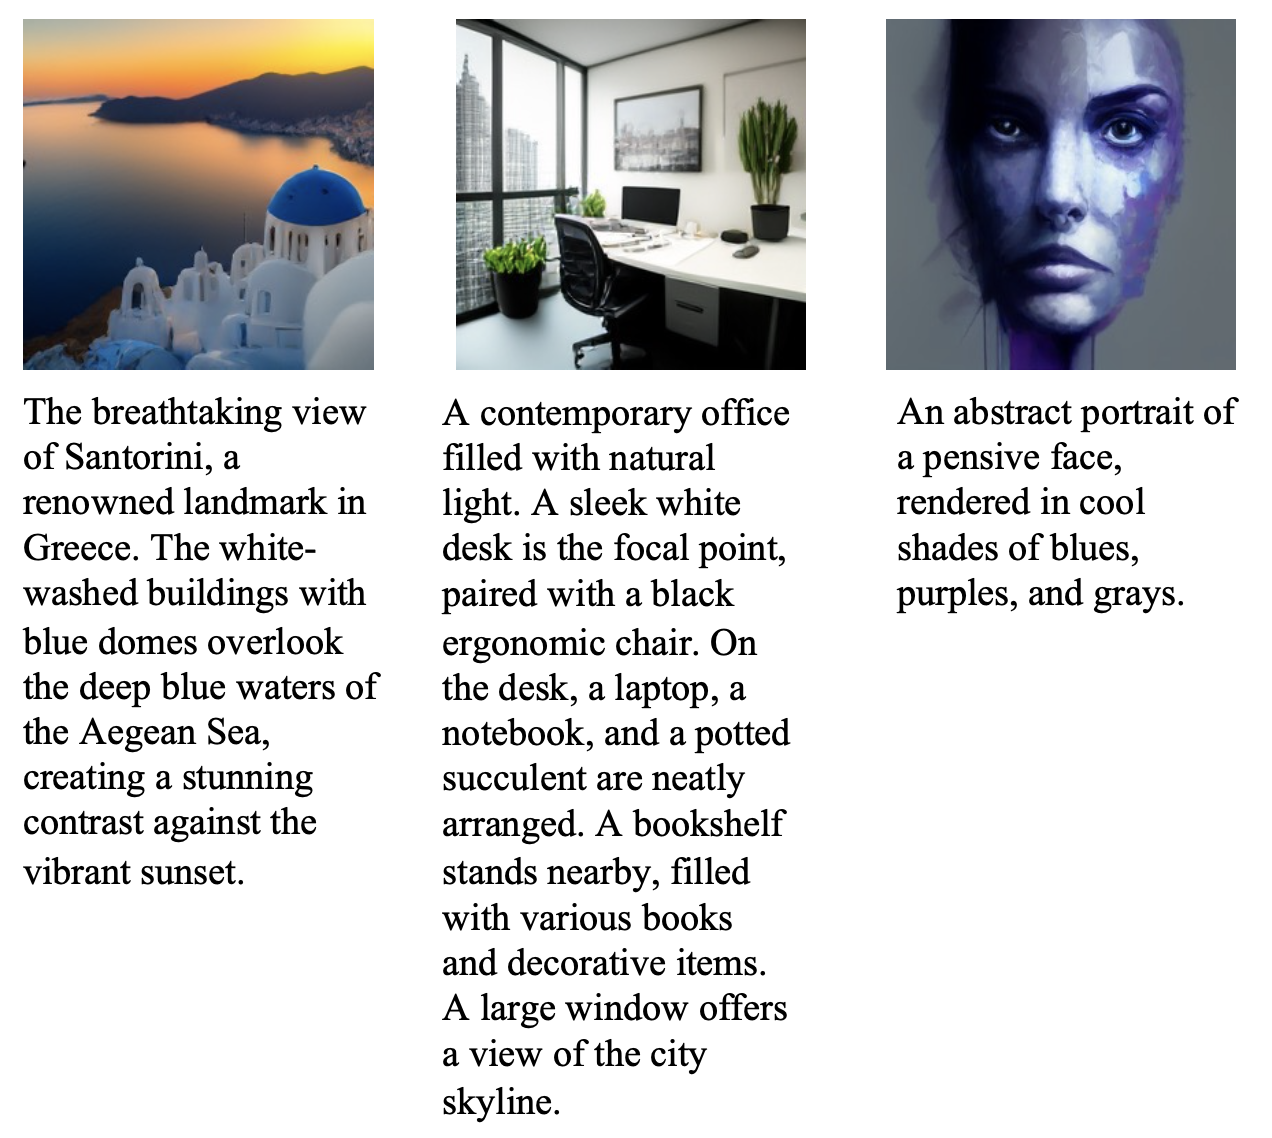 The breathtaking view
of Santorini, a
renowned landmark in
Greece. The white-
washed buildings with
blue domes overlook
the deep blue waters of
the Aegean Sea,
creating a stunning
contrast against the
vibrant sunset.
A contemporary office
filled with natural
light. A sleek white
desk is the focal point,
paired with a black
ergonomic chair. On
the desk, a laptop, a
notebook, and a potted
succulent are neatly
arranged. A bookshelf
stands nearby, filled
with various books
and decorative items.
A large window offers
a view of the city
skyline.
An abstract portrait of
a pensive face,
rendered in cool
shades of blues,
purples, and grays.